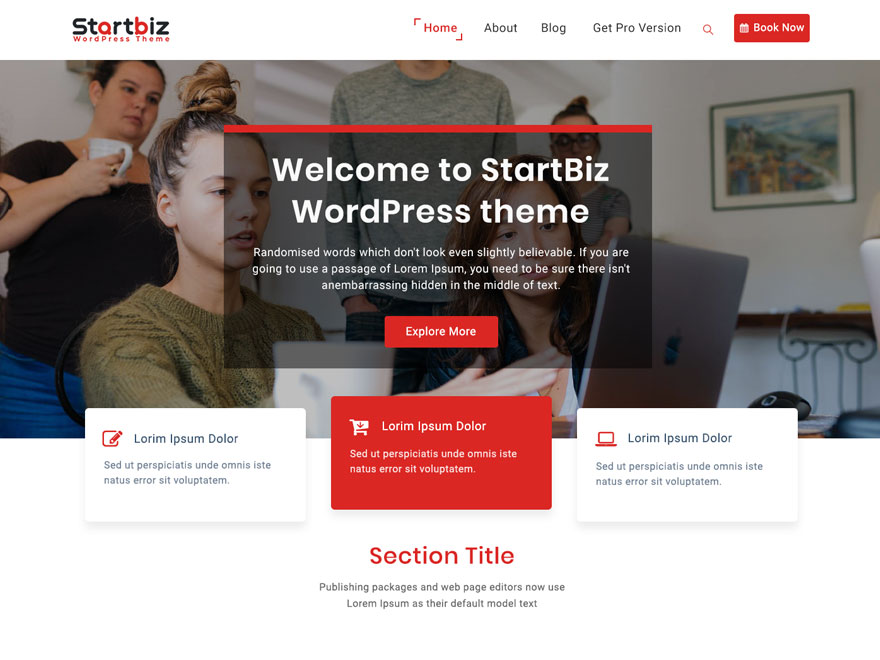 Startbiz
WordPress Theme
Home
About
Blog
Get Pro Version
Book Now
Welcome to StartBiz
WordPress theme
Randomised words which don't look even slightly believable. If you are
going to use a passage of Lorem Ipsum, you need to be sure there isn't
anembarrassing hidden in the middle of text.
Explore More
Lorim Ipsum Dolor
Sed ut perspiciatis unde omnis iste
natus error sit voluptatem.
Lorim Ipsum Dolor
Sed ut perspiciatis unde omnis iste
natus error sit voluptatem.
Lorim Ipsum Dolor
Sed ut perspiciatis unde omnis iste
natus error sit voluptatem.
Section Title
Publishing packages and web page editors now use
Lorem Ipsum as their default model text